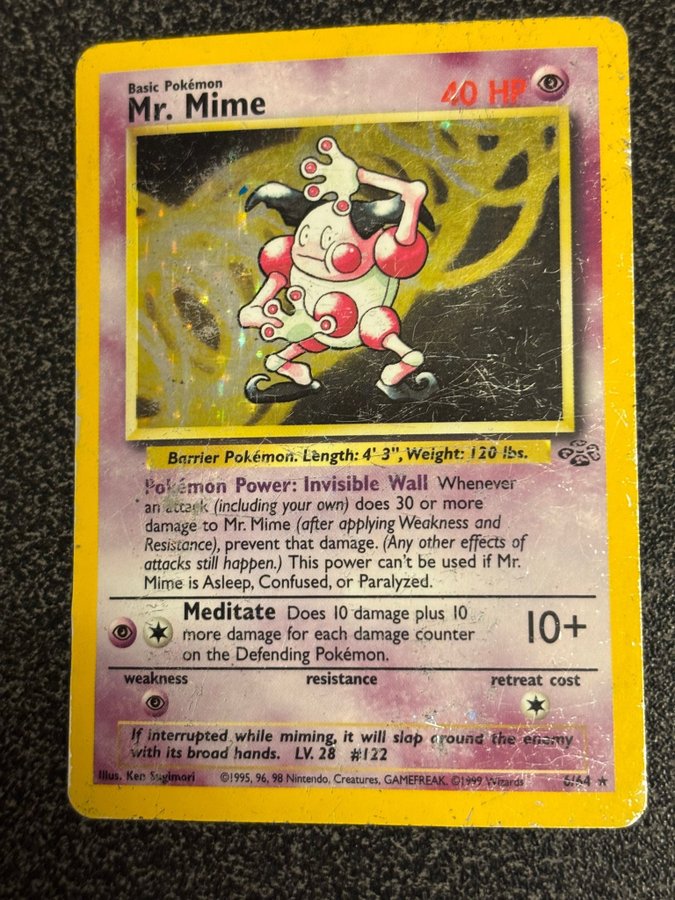 Basic Pokémon
Mr. Mime
40 HP
Barrier Pokémon. Length: 4' 3", Weight: 120 lbs.
Pokémon Power: Invisible Wall Whenever
an attack (including your own) does 30 or more
damage to Mr. Mime (after applying Weakness and
Resistance), prevent that damage. (Any other effects of
attacks still happen.) This power can't be used if Mr.
Mime is Asleep, Confused, or Paralyzed.
Meditate Does 10 damage plus 10
more damage for each damage counter
on the Defending Pokémon.
10+
weakness resistance retreat cost
If interrupted while miming, it will slap around the enemy
with its broad hands. LV. 28 #122
Illus. Ken Sugimori ©1995, 96, 98 Nintendo, Creatures, GAMEFREAK. ©1999 Wizards 6/64 ★